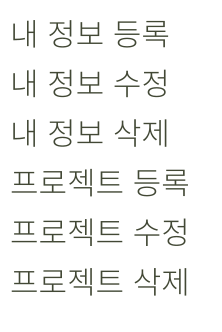 내 정보 등록
내 정보 수정
내 정보 삭제
프로젝트 등록
프로젝트 수정
프로젝트 삭제